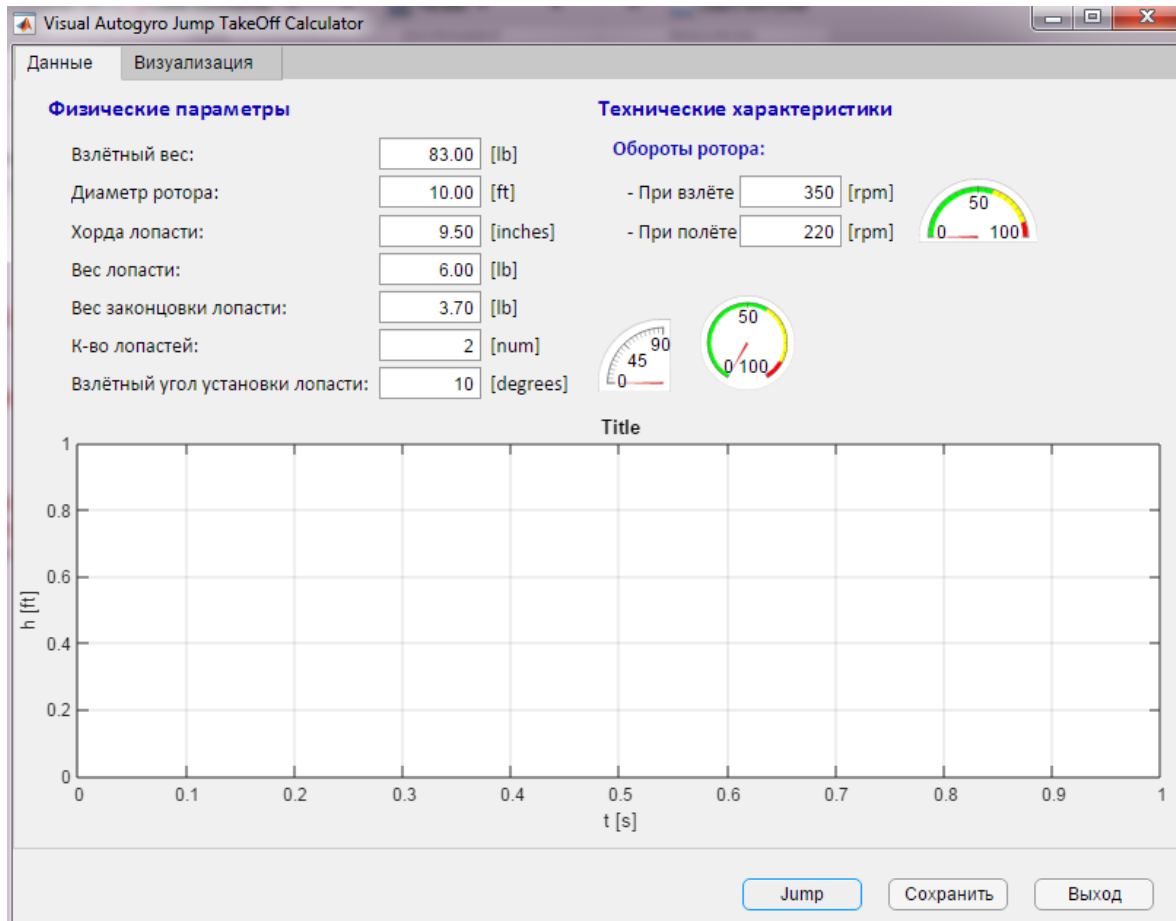 Visual Autogyro Jump TakeOff Calculator
Данные Визуализация
Физические параметры
Взлётный вес: 83.00 [lb]
Диаметр ротора: 10.00 [ft]
Хорда лопасти: 9.50 [inches]
Вес лопасти: 6.00 [lb]
Вес законцовки лопасти: 3.70 [lb]
К-во лопастей: 2 [num]
Взлётный угол установки лопасти: 10 [degrees]
Технические характеристики
Обороты ротора:
- При взлёте 350 [rpm]
- При полёте 220 [rpm]
50
0 100
90
45
0
50
0 100
Title
1
0.8
0.6
0.4
0.2
0
h [ft]
0 0.1 0.2 0.3 0.4 0.5 0.6 0.7 0.8 0.9 1
t [s]
Jump Сохранить Выход